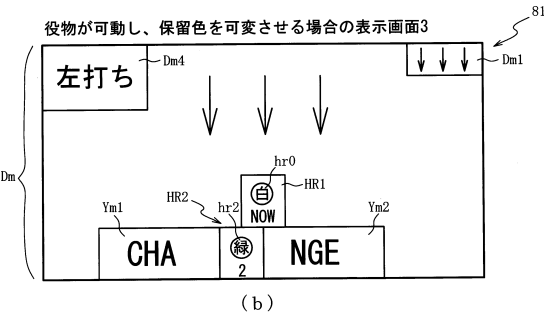 役物が可動し、保留色を可変させる場合の表示画面3
81
左打ち
Dm4
Dm1
Dm
hr0
白
HR1
NOW
HR2
hr2
Ym1
Ym2
CHA
緑
NGE
2
(b)